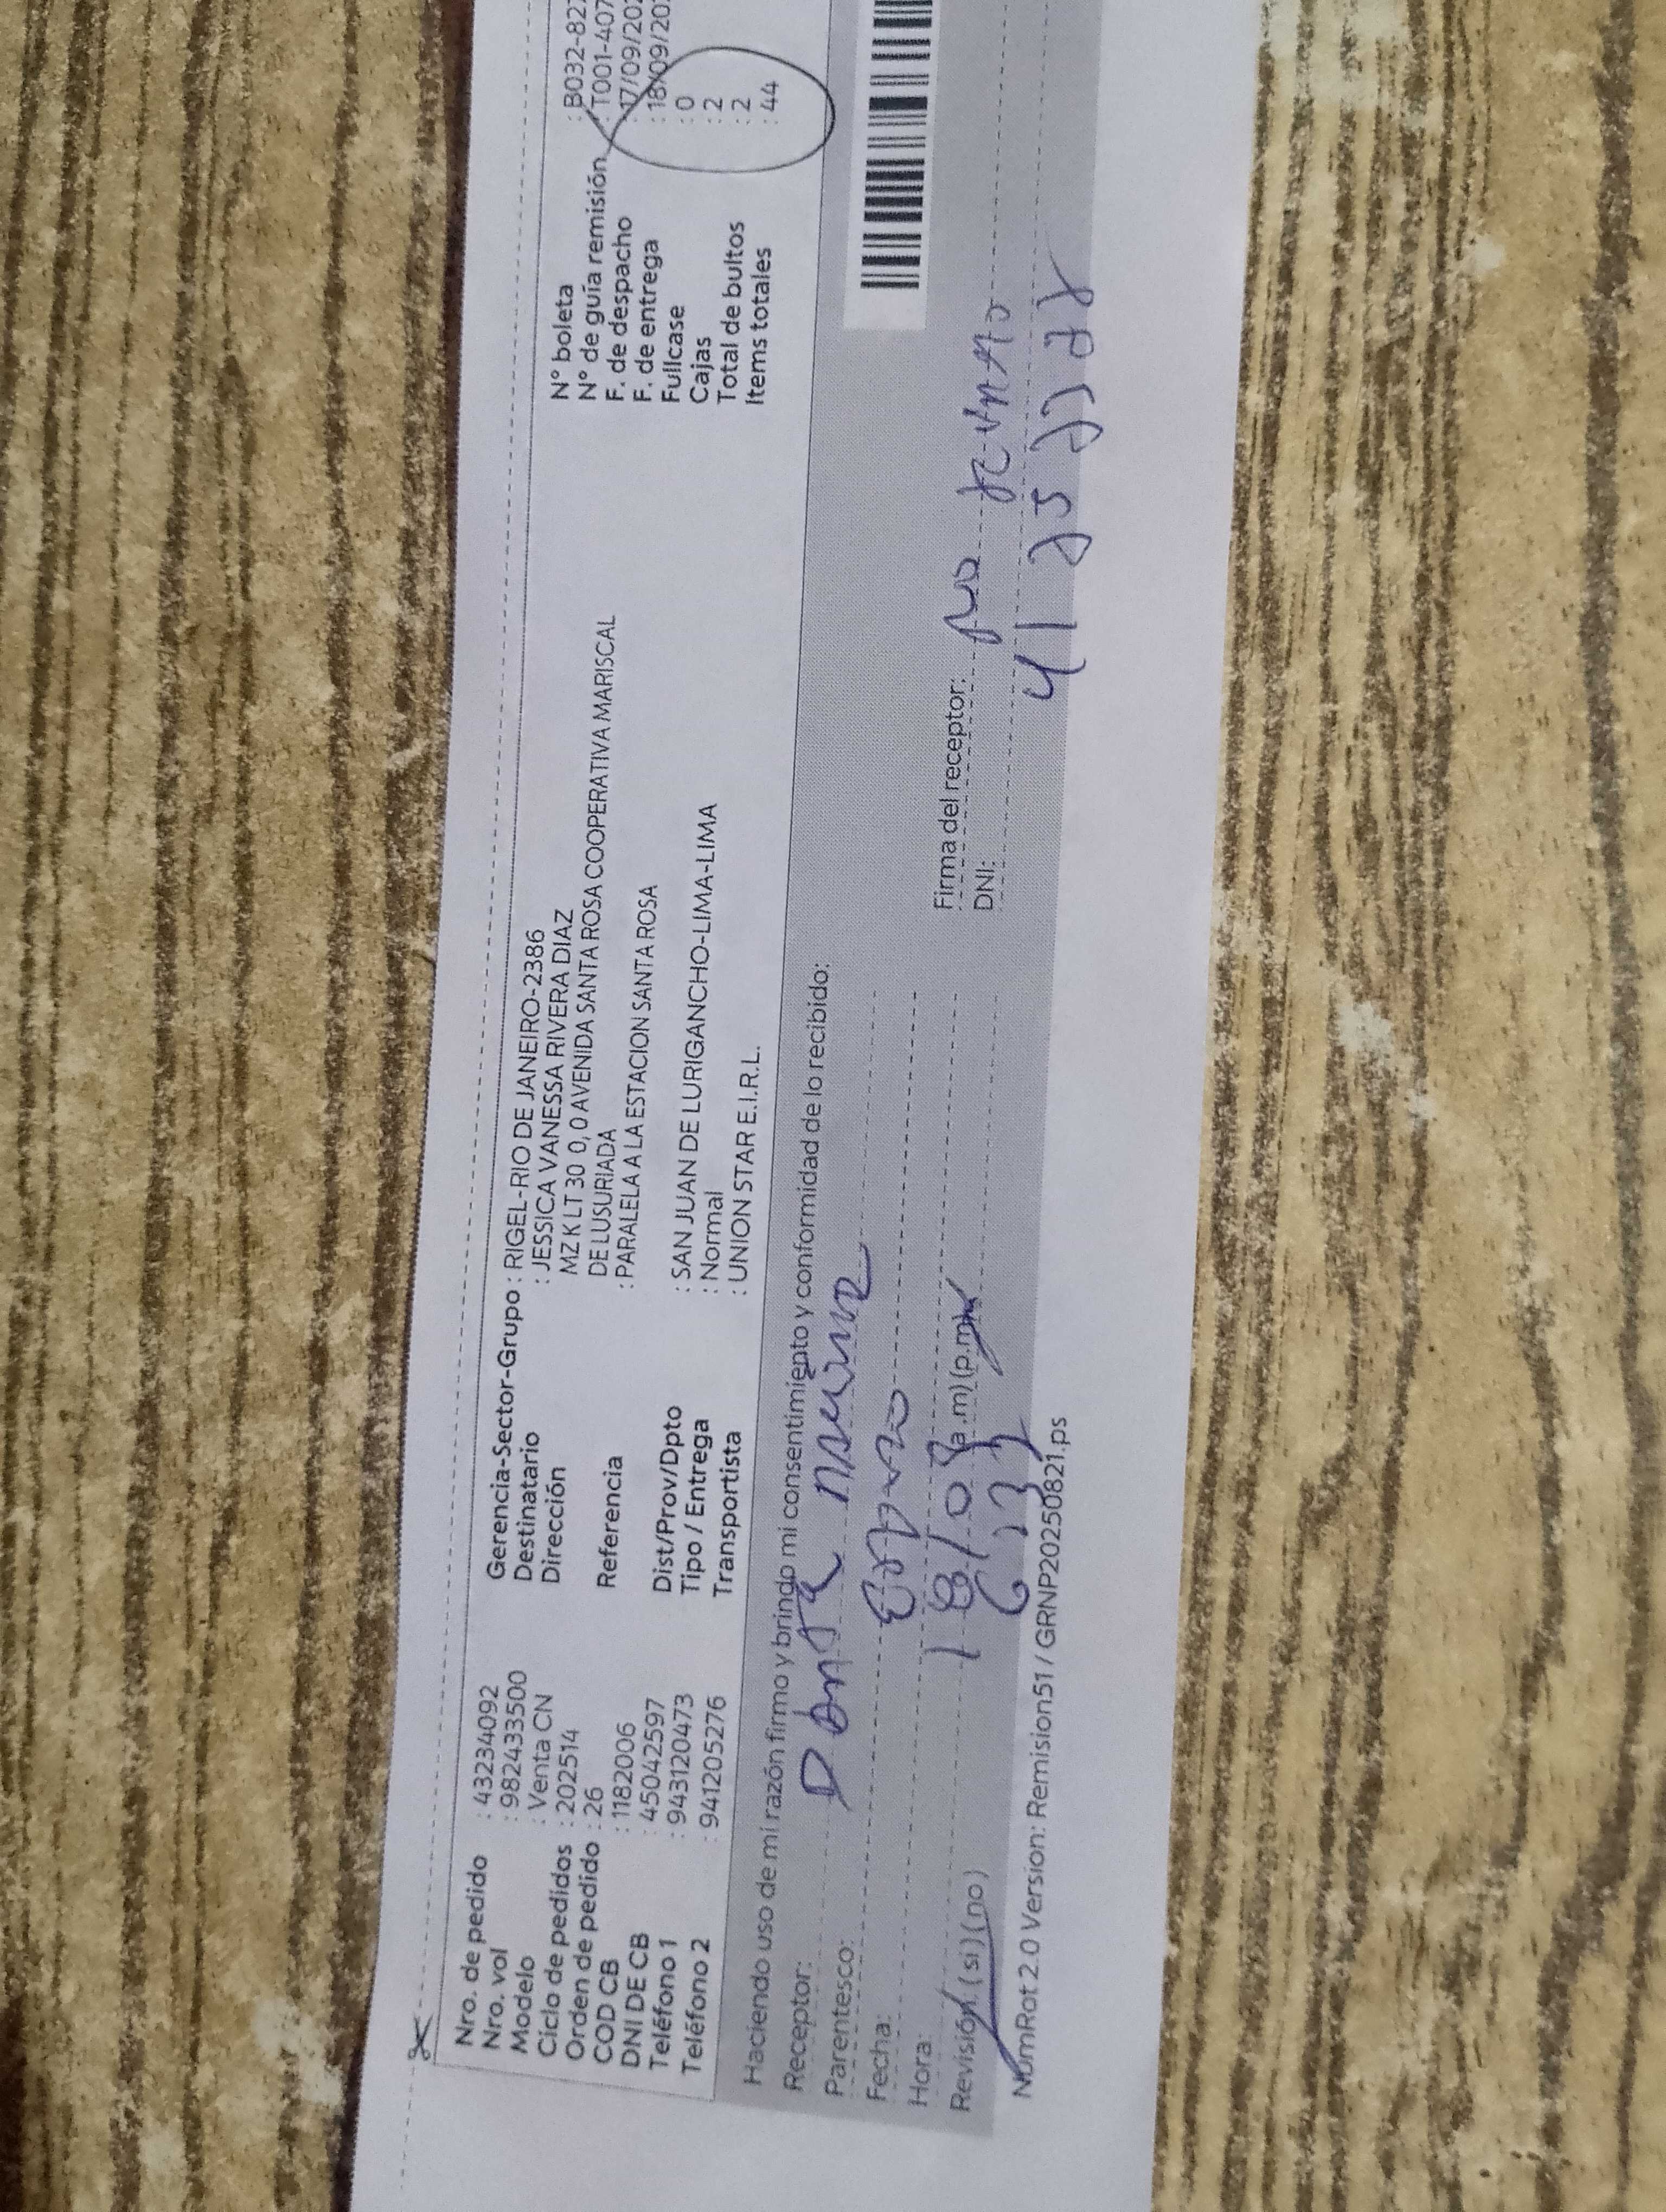 Nro. de pedido : 43234092
Nro. vol : 982433500
Modelo : Venta CN
Ciclo de pedidos : 202514
Orden de pedido : 26
COD CB : 1182006
DNI DE CB : 45042597
Teléfono 1 : 943120473
Teléfono 2 : 941205276
Gerencia-Sector-Grupo : RIGEL-RIO DE JANEIRO-2386
Destinatario : JESSICA VANESSA RIVERA DIAZ
Dirección MZ K LT 30 0, 0 AVENIDA SANTA ROSA COOPERATIVA MARISCAL
DE LUSURIADA
Referencia : PARALELA A LA ESTACION SANTA ROSA
Dist/Prov/Dpto : SAN JUAN DE LURIGANCHO-LIMA-LIMA
Tipo / Entrega : Normal
Transportista : UNION STAR E.I.R.L.
N° boleta : B032-82
N° de guía remisión : T001-407
F. de despacho : 17/09/202
F. de entrega : 18/09/20
Fullcase : 0
Cajas : 2
Total de bultos : 2
Items totales : 44
Haciendo uso de mi razón firmo y brindo mi consentimiento y conformidad de lo recibido:
Receptor:
Parentesco:
Fecha: 18/09
Hora: (a.m)(p.m)
Revisión: (si)(no)
Firma del receptor: no
DNI:
NumRot 2.0 Version: Remision51 / GRNP20250821.ps